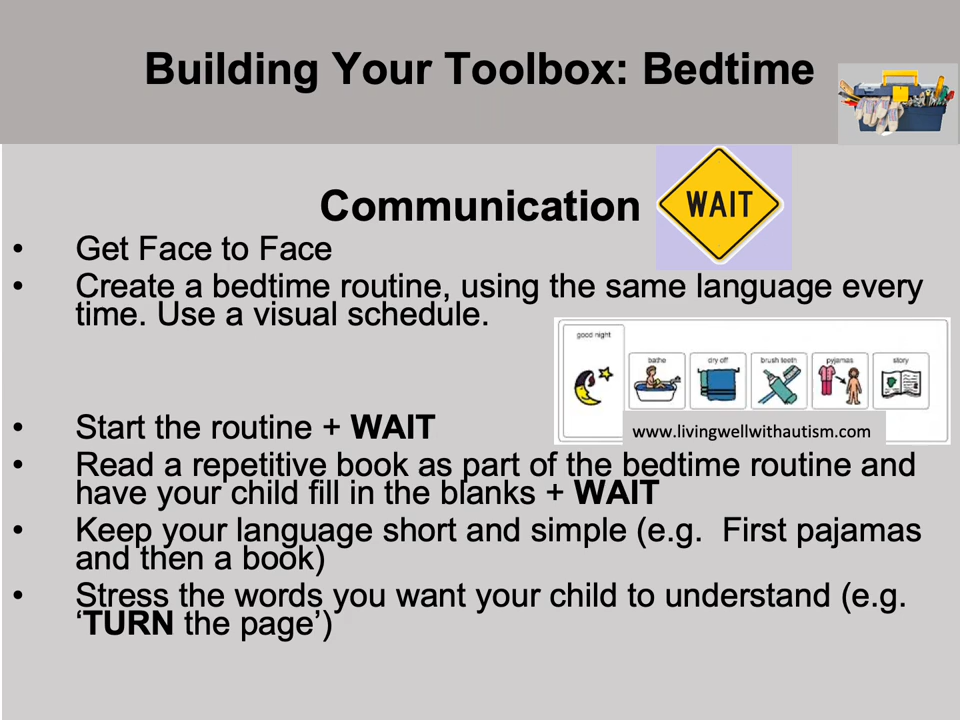 Building Your Toolbox: Bedtime
Communication
WAIT
• Get Face to Face
• Create a bedtime routine, using the same language every
time. Use a visual schedule.
good night
bathe
dry off
brush teeth
pyjamas
story
www.livingwellwithautism.com
• Start the routine + WAIT
• Read a repetitive book as part of the bedtime routine and
have your child fill in the blanks + WAIT
• Keep your language short and simple (e.g.  First pajamas
and then a book)
• Stress the words you want your child to understand (e.g.
‘TURN the page’)